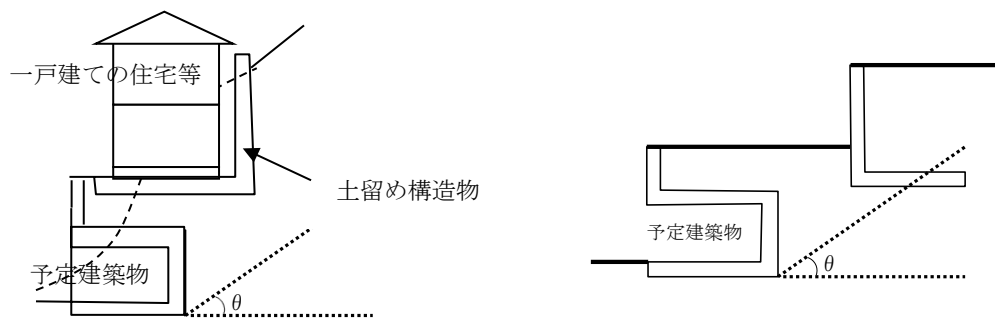 一戸建ての住宅等
土留め構造物
予定建築物
θ
予定建築物
θ